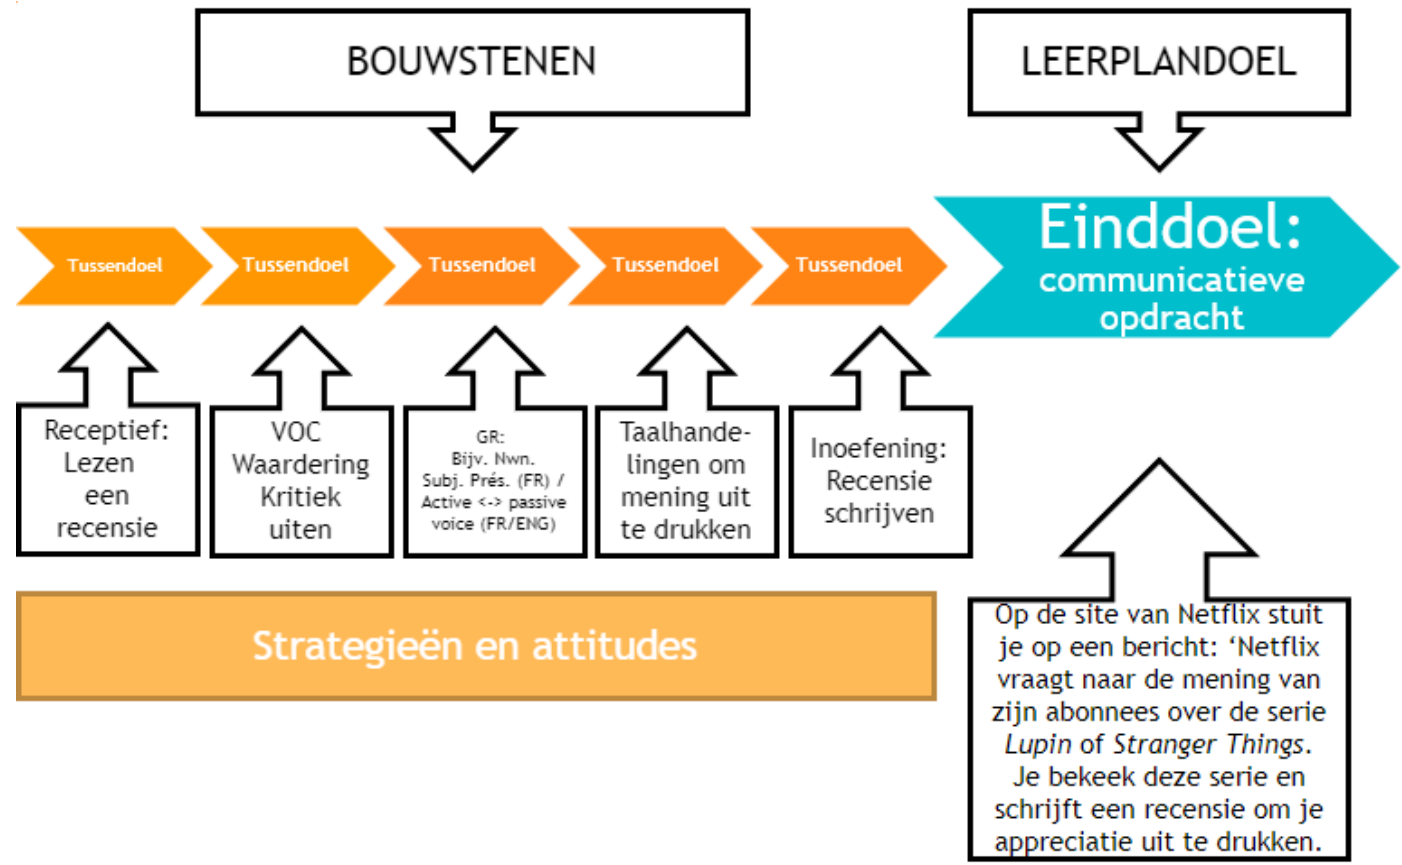 BOUWSTENEN
LEERPLANDOEL
Tussendoel
Tussendoel
Tussendoel
Tussendoel
Tussendoel
Einddoel:
communicatieve
opdracht
Receptief:
Lezen
een
recensie
VOC
Waardering
Kritiek
uiten
GR:
Bijv. Nwn.
Subj. Prés. (FR) /
Active <-> passive
voice (FR/ENG)
Taalhande-
lingen om
mening uit
te drukken
Inoefening:
Recensie
schrijven
Strategieën en attitudes
Op de site van Netflix stuit
je op een bericht: ‘Netflix
vraagt naar de mening van
zijn abonnees over de serie
Lupin of Stranger Things.
Je bekeek deze serie en
schrijft een recensie om je
appreciatie uit te drukken.